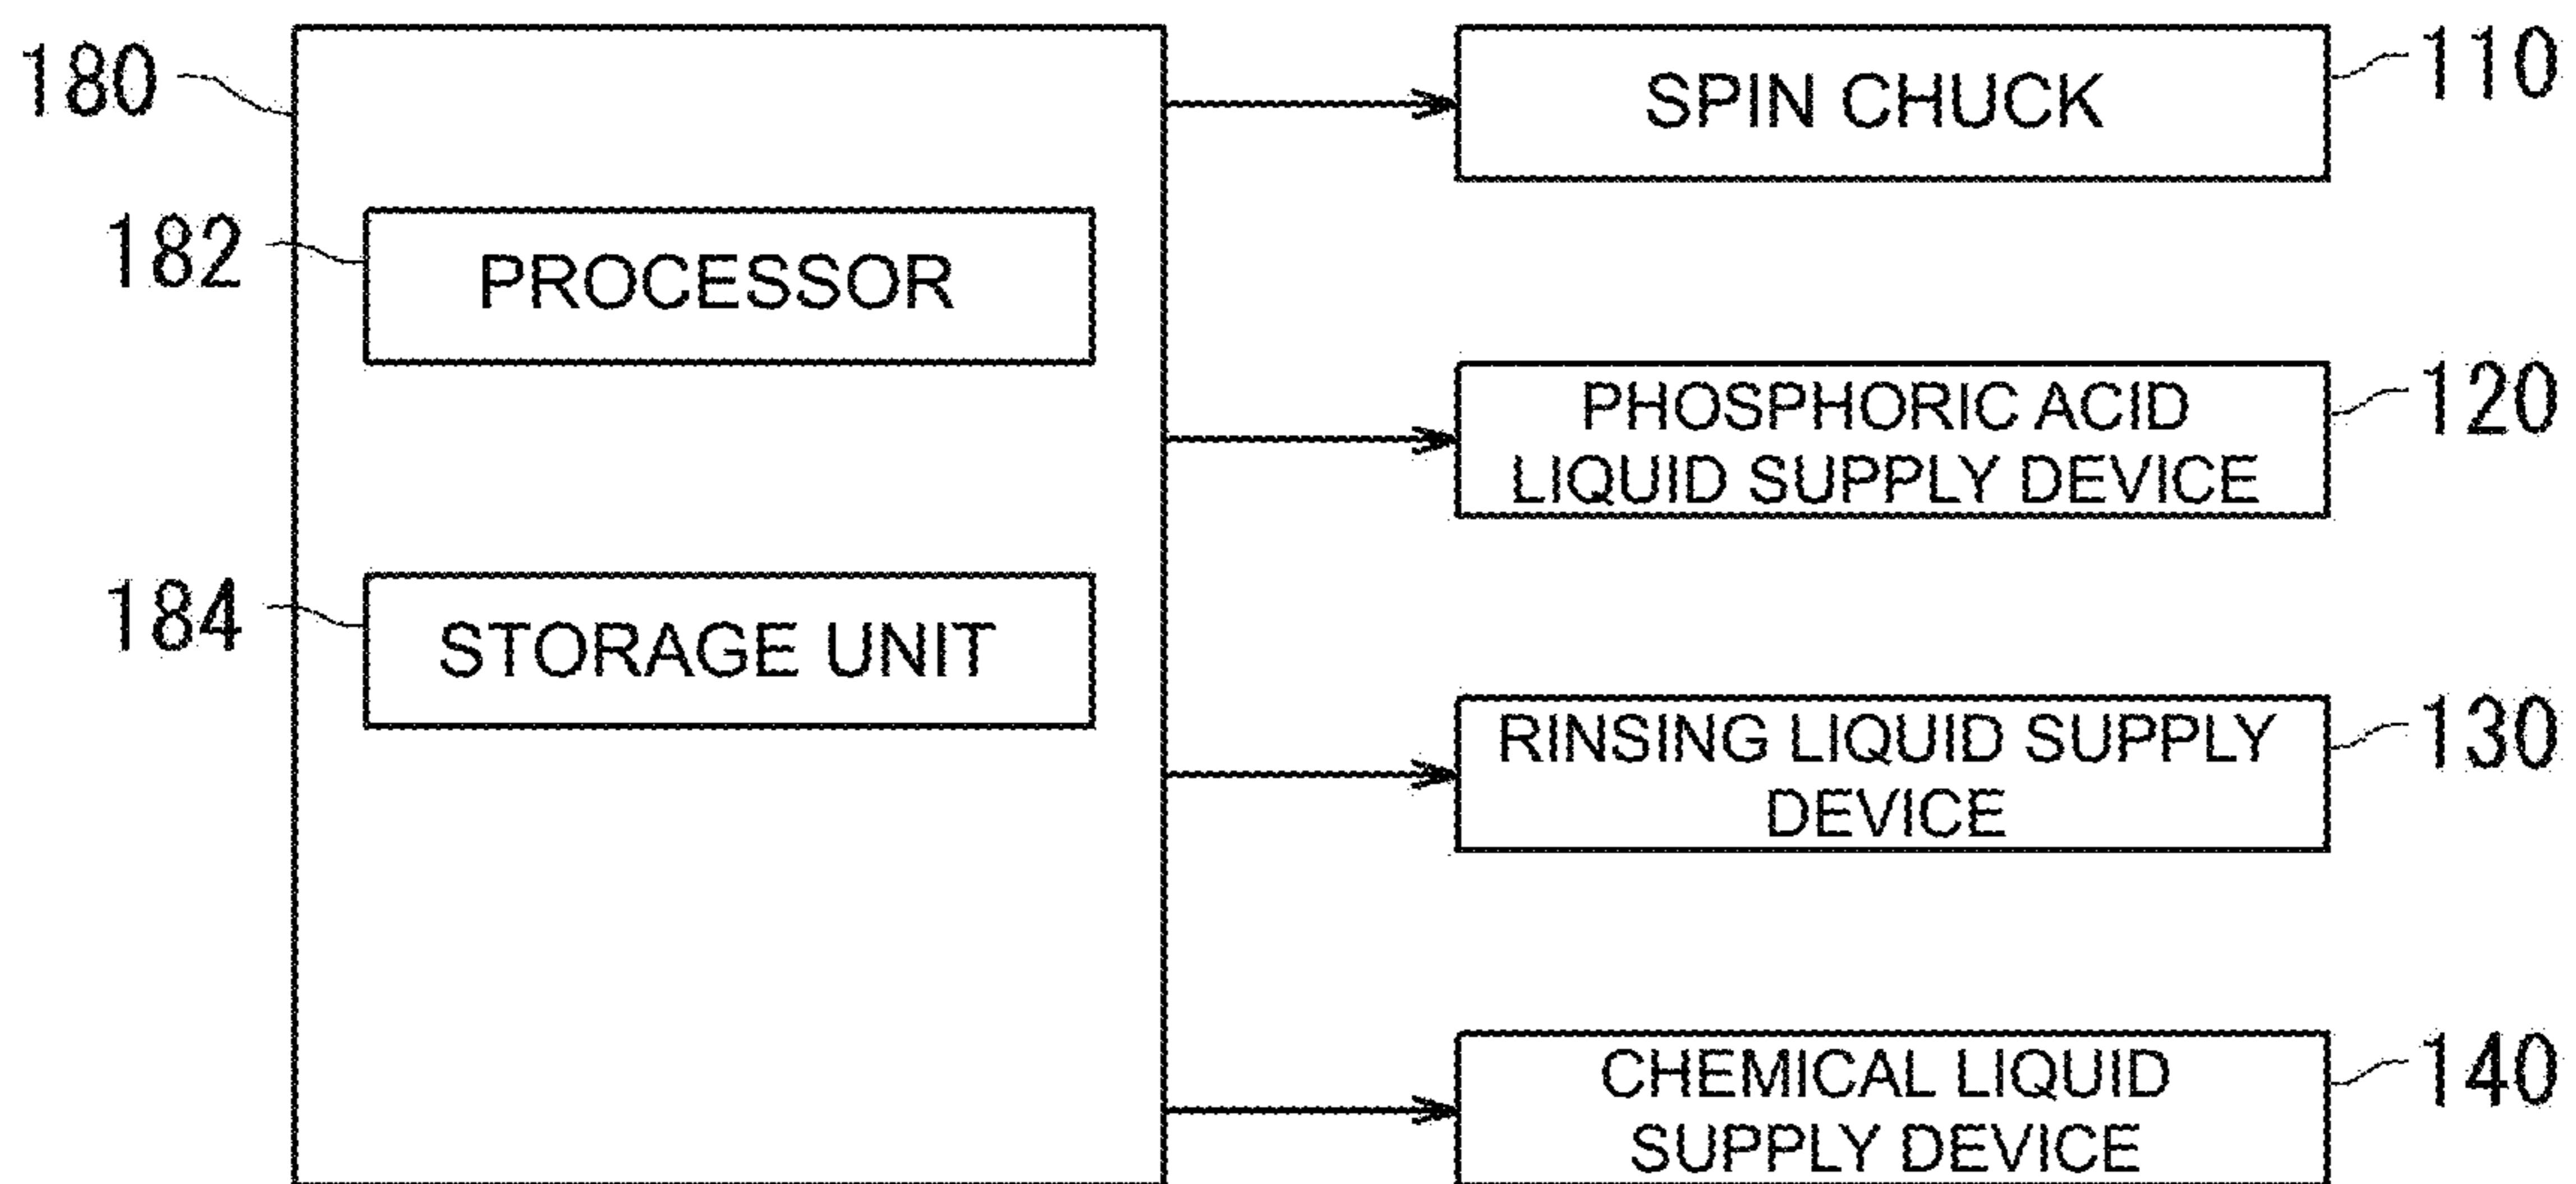 180
SPIN CHUCK
110
182
PROCESSOR
PHOSPHORIC ACID
LIQUID SUPPLY DEVICE
120
184
STORAGE UNIT
RINSING LIQUID SUPPLY
DEVICE
130
CHEMICAL LIQUID
SUPPLY DEVICE
140